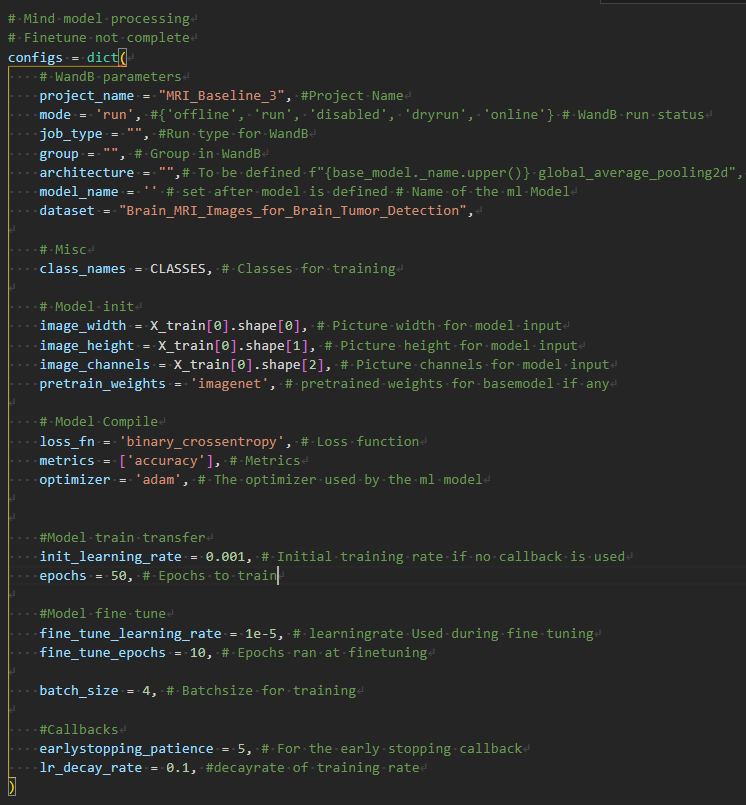 # Mind model processing
# Finetune not complete
configs = dict(
    # WandB parameters
    project_name = "MRI_Baseline_3", #Project Name
    mode = 'run', #{'offline', 'run', 'disabled', 'dryrun', 'online'} # WandB run status
    job_type = "", #Run type for WandB
    group = "", # Group in WandB
    architecture = "",# To be defined f"{base_model._name.upper()} global_average_pooling2d",
    model_name = '' # set after model is defined # Name of the ml Model
    dataset = "Brain_MRI_Images_for_Brain_Tumor_Detection",
    # Misc
    class_names = CLASSES, # Classes for training
    # Model init
    image_width = X_train[0].shape[0], # Picture width for model input
    image_height = X_train[0].shape[1], # Picture height for model input
    image_channels = X_train[0].shape[2], # Picture channels for model input
    pretrain_weights = 'imagenet', # pretrained weights for basemodel if any
    # Model Compile
    loss_fn = 'binary_crossentropy', # Loss function
    metrics = ['accuracy'], # Metrics
    optimizer = 'adam', # The optimizer used by the ml model
    #Model train transfer
    init_learning_rate = 0.001, # Initial training rate if no callback is used
    epochs = 50, # Epochs to train
    #Model fine tune
    fine_tune_learning_rate = 1e-5, # learningrate Used during fine tuning
    fine_tune_epochs = 10, # Epochs ran at finetuning
    batch_size = 4, # Batchsize for training
    #Callbacks
    earlystopping_patience = 5, # For the early stopping callback
    lr_decay_rate = 0.1, #decayrate of training rate
)